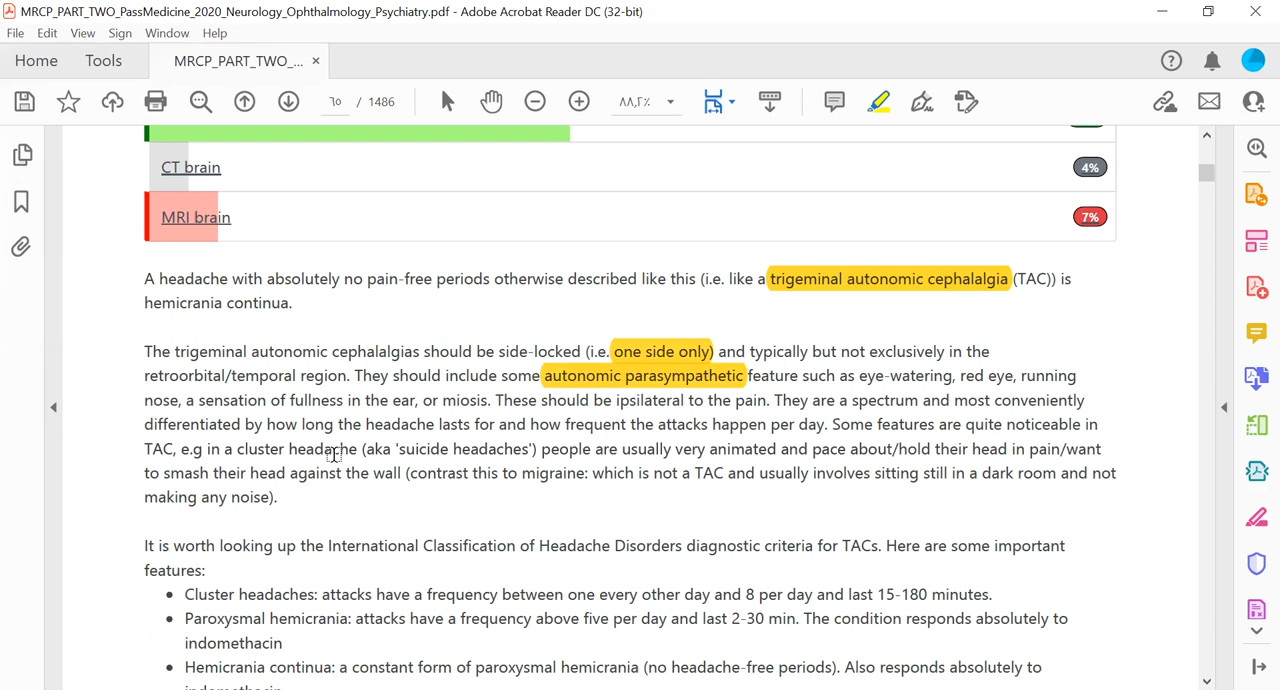 MRCP_PART_TWO_PassMedicine_2020_Neurology_Ophthalmology_Psychiatry.pdf - Adobe Acrobat Reader DC (32-bit)
File Edit View Sign Window Help
Home Tools MRCP_PART_TWO_... ×
٦٥ / 1486 ٨٨,٣٪
CT brain 4%
MRI brain 7%
A headache with absolutely no pain-free periods otherwise described like this (i.e. like a trigeminal autonomic cephalalgia (TAC)) is
hemicrania continua.
The trigeminal autonomic cephalalgias should be side-locked (i.e. one side only) and typically but not exclusively in the
retroorbital/temporal region. They should include some autonomic parasympathetic feature such as eye-watering, red eye, running
nose, a sensation of fullness in the ear, or miosis. These should be ipsilateral to the pain. They are a spectrum and most conveniently
differentiated by how long the headache lasts for and how frequent the attacks happen per day. Some features are quite noticeable in
TAC, e.g in a cluster headache (aka 'suicide headaches') people are usually very animated and pace about/hold their head in pain/want
to smash their head against the wall (contrast this to migraine: which is not a TAC and usually involves sitting still in a dark room and not
making any noise).
It is worth looking up the International Classification of Headache Disorders diagnostic criteria for TACs. Here are some important
features:
• Cluster headaches: attacks have a frequency between one every other day and 8 per day and last 15-180 minutes.
• Paroxysmal hemicrania: attacks have a frequency above five per day and last 2-30 min. The condition responds absolutely to
indomethacin
• Hemicrania continua: a constant form of paroxysmal hemicrania (no headache-free periods). Also responds absolutely to